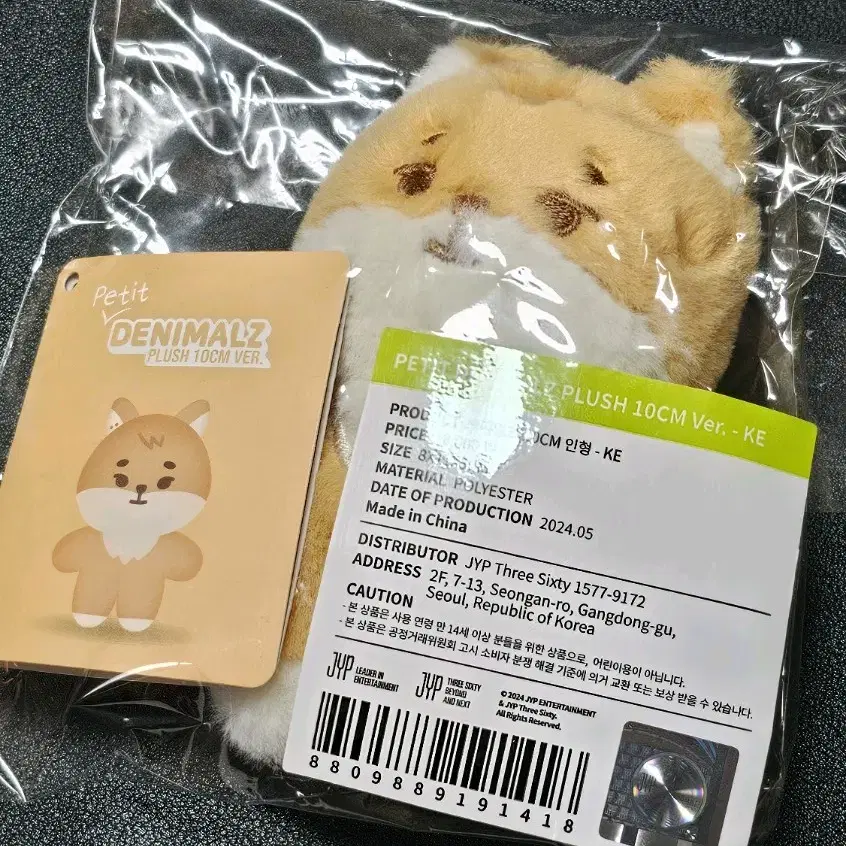 Petit
DENIMALZ
PLUSH 10CM VER.
PETIT PLUSH 10CM Ver. - KE
10CM 인형 - KE
PRICE
SIZE
MATERIAL POLYESTER
DATE OF PRODUCTION 2024.05
Made in China
DISTRIBUTOR JYP Three Sixty 1577-9172
ADDRESS 2F, 7-13, Seongan-ro, Gangdong-gu,
Seoul, Republic of Korea
CAUTION
- 본 상품은 사용 연령 만 14세 이상 분들을 위한 상품으로, 어린이용이 아닙니다.
- 본 상품은 공정거래위원회 고시 소비자 분쟁 해결 기준에 의거 교환 또는 보상 받을 수 있습니다.
JYP LEADER IN
ENTERTAINMENT
JYP THREE SIXTY
BEYOND
AND NEXT
© 2024 JYP ENTERTAINMENT
& JYP Three Sixty.
All Rights Reserved.
8809889191418